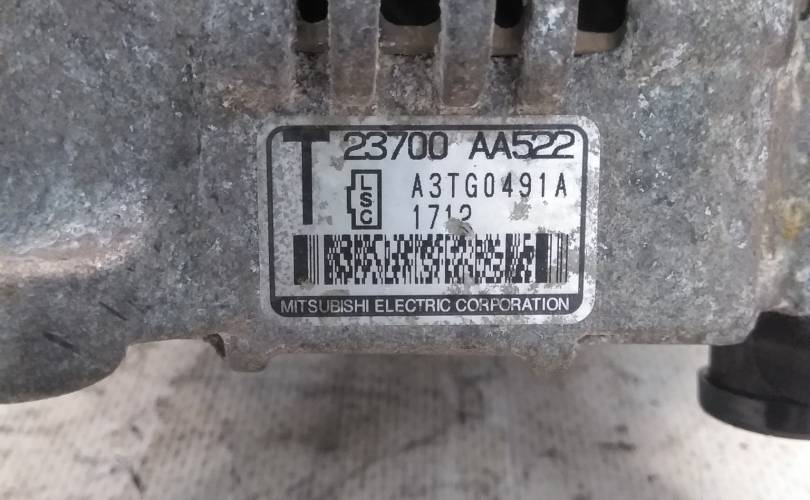 T 23700 AA522
LSC A3TG0491A
1712
MITSUBISHI ELECTRIC CORPORATION